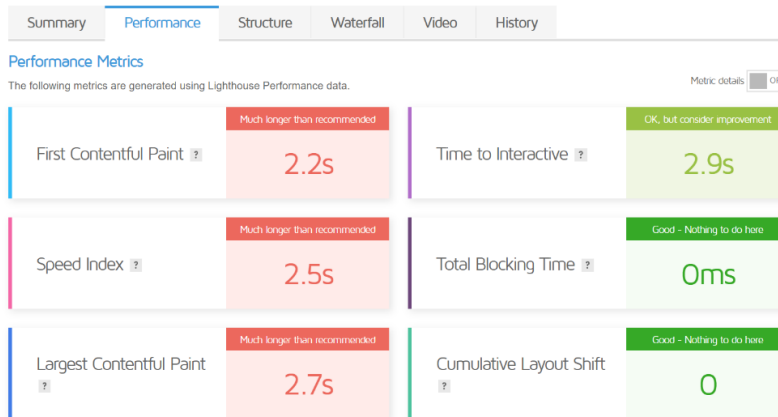 Summary Performance Structure Waterfall Video History
Performance Metrics
The following metrics are generated using Lighthouse Performance data.
Metric details
First Contentful Paint ?
Much longer than recommended
2.2s
Time to Interactive ?
OK, but consider improvement
2.9s
Speed Index ?
Much longer than recommended
2.5s
Total Blocking Time ?
Good - Nothing to do here
0ms
Largest Contentful Paint
?
Much longer than recommended
2.7s
Cumulative Layout Shift
?
Good - Nothing to do here
0